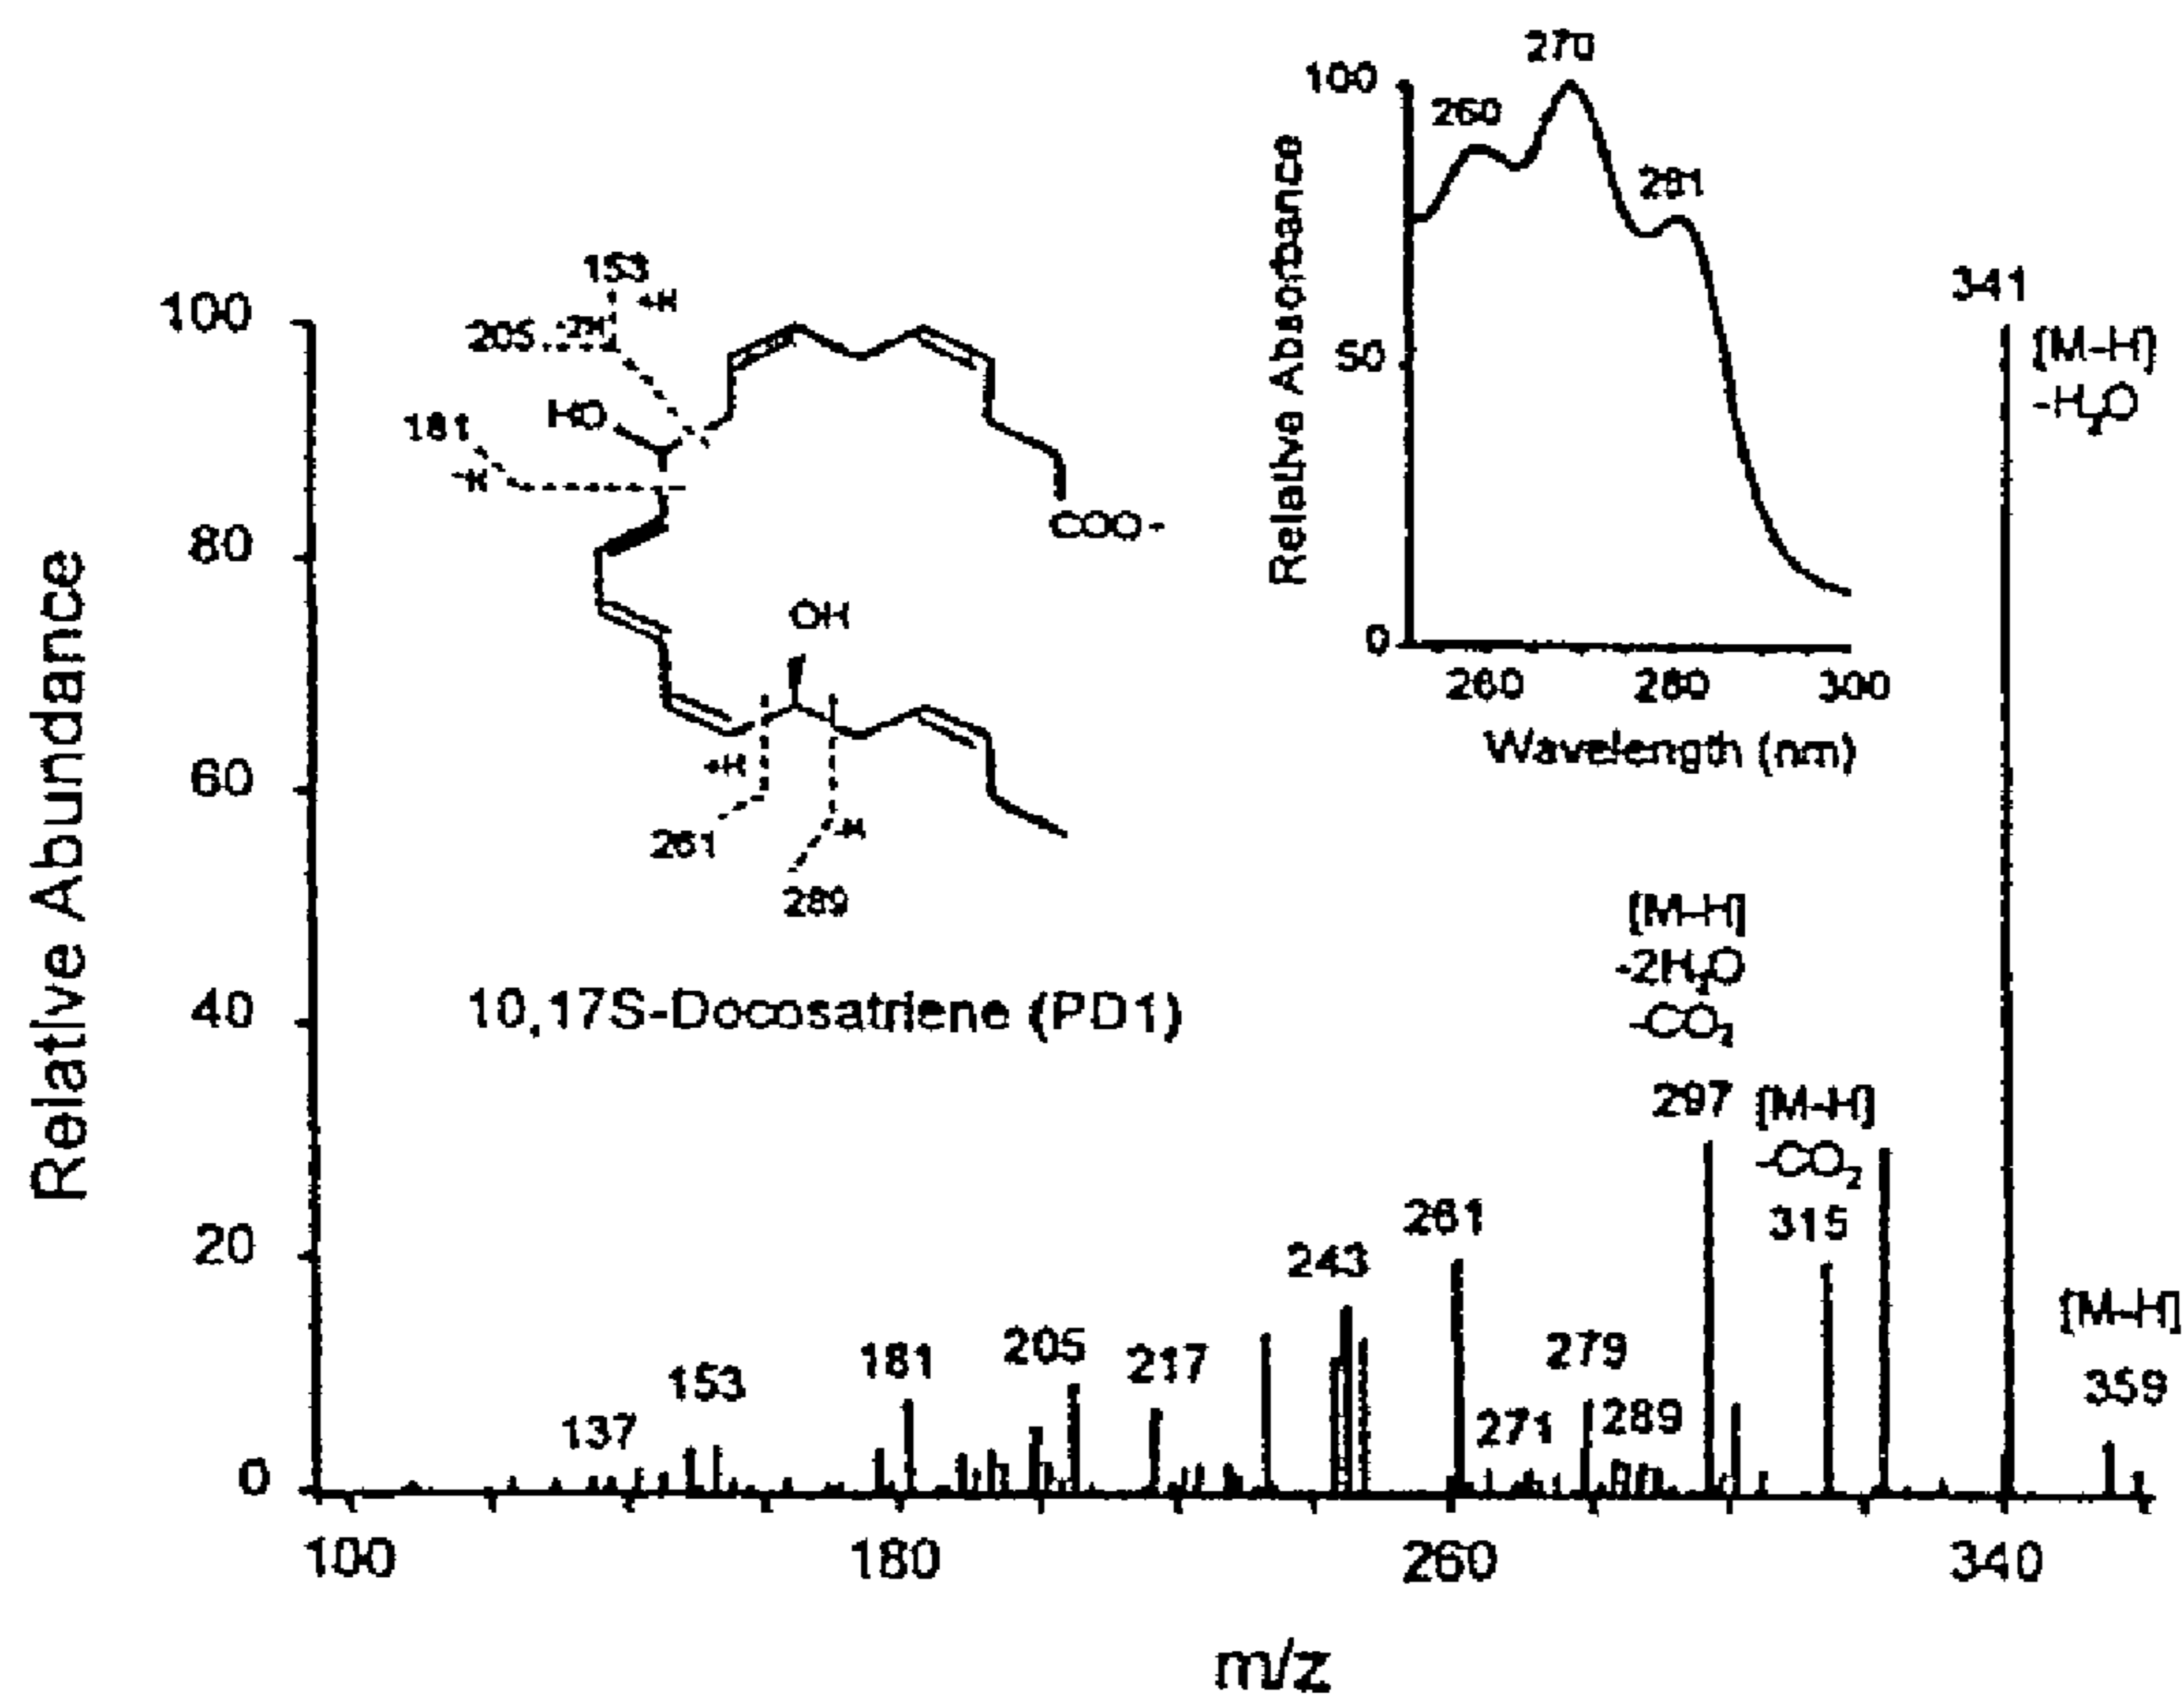 270
100
260
281
Relative Absorbance
50
0
260
280
300
Wavelength (nm)
341
[M-H]
-H2O
100
80
60
40
20
0
Relative Abundance
153
205
181
HO
COO-
OH
+H
261
289
10,17S-Docosatriene (PD1)
[M-H]
-2H2O
-CO2
297
[M-H]
-CO2
315
[M-H]
359
261
243
279
271
289
217
205
181
153
137
100
180
260
340
m/z